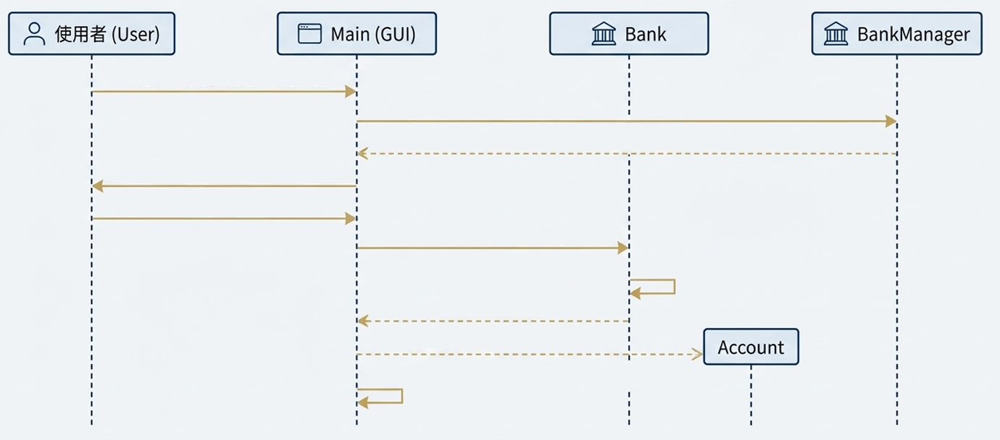 使用者 (User)
Main (GUI)
Bank
BankManager
Account